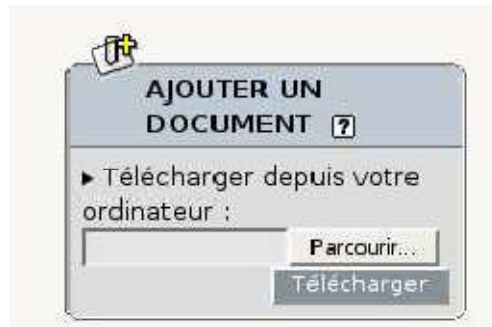 AJOUTER UN
DOCUMENT ?
▸ Télécharger depuis votre
ordinateur :
Parcourir...
Télécharger